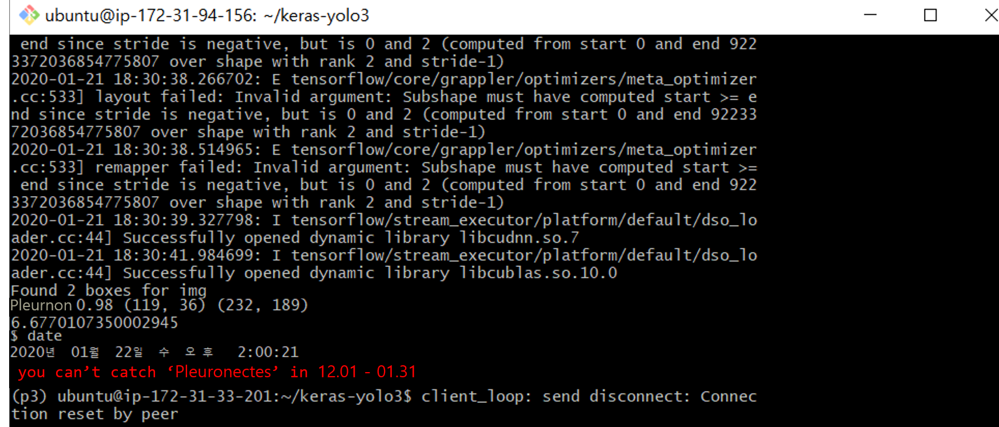 ubuntu@ip-172-31-94-156: ~/keras-yolo3
 end since stride is negative, but is 0 and 2 (computed from start 0 and end 922
3372036854775807 over shape with rank 2 and stride-1)
2020-01-21 18:30:38.266702: E tensorflow/core/grappler/optimizers/meta_optimizer
.cc:533] layout failed: Invalid argument: Subshape must have computed start >= e
nd since stride is negative, but is 0 and 2 (computed from start 0 and end 92233
72036854775807 over shape with rank 2 and stride-1)
2020-01-21 18:30:38.514965: E tensorflow/core/grappler/optimizers/meta_optimizer
.cc:533] remapper failed: Invalid argument: Subshape must have computed start >=
 end since stride is negative, but is 0 and 2 (computed from start 0 and end 922
3372036854775807 over shape with rank 2 and stride-1)
2020-01-21 18:30:39.327798: I tensorflow/stream_executor/platform/default/dso_lo
ader.cc:44] Successfully opened dynamic library libcudnn.so.7
2020-01-21 18:30:41.984699: I tensorflow/stream_executor/platform/default/dso_lo
ader.cc:44] Successfully opened dynamic library libcublas.so.10.0
Found 2 boxes for img
Pleurnon 0.98 (119, 36) (232, 189)
6.6770107350002945
$ date
2020년 01월 22일 수 오후 2:00:21
you can’t catch ‘Pleuronectes’ in 12.01 - 01.31
(p3) ubuntu@ip-172-31-33-201:~/keras-yolo3$ client_loop: send disconnect: Connec
tion reset by peer